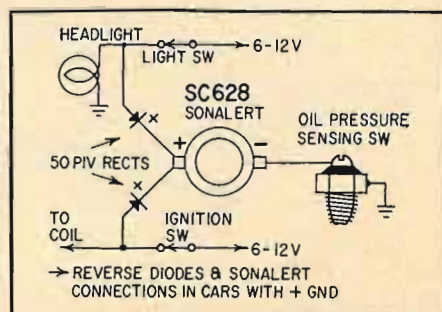 HEADLIGHT
LIGHT SW
6-12V
SC628
SONALERT
OIL PRESSURE
SENSING SW
50 PIV RECTS
x
x
+
-
TO
COIL
IGNITION
SW
6-12V
→ REVERSE DIODES & SONALERT
CONNECTIONS IN CARS WITH + GND